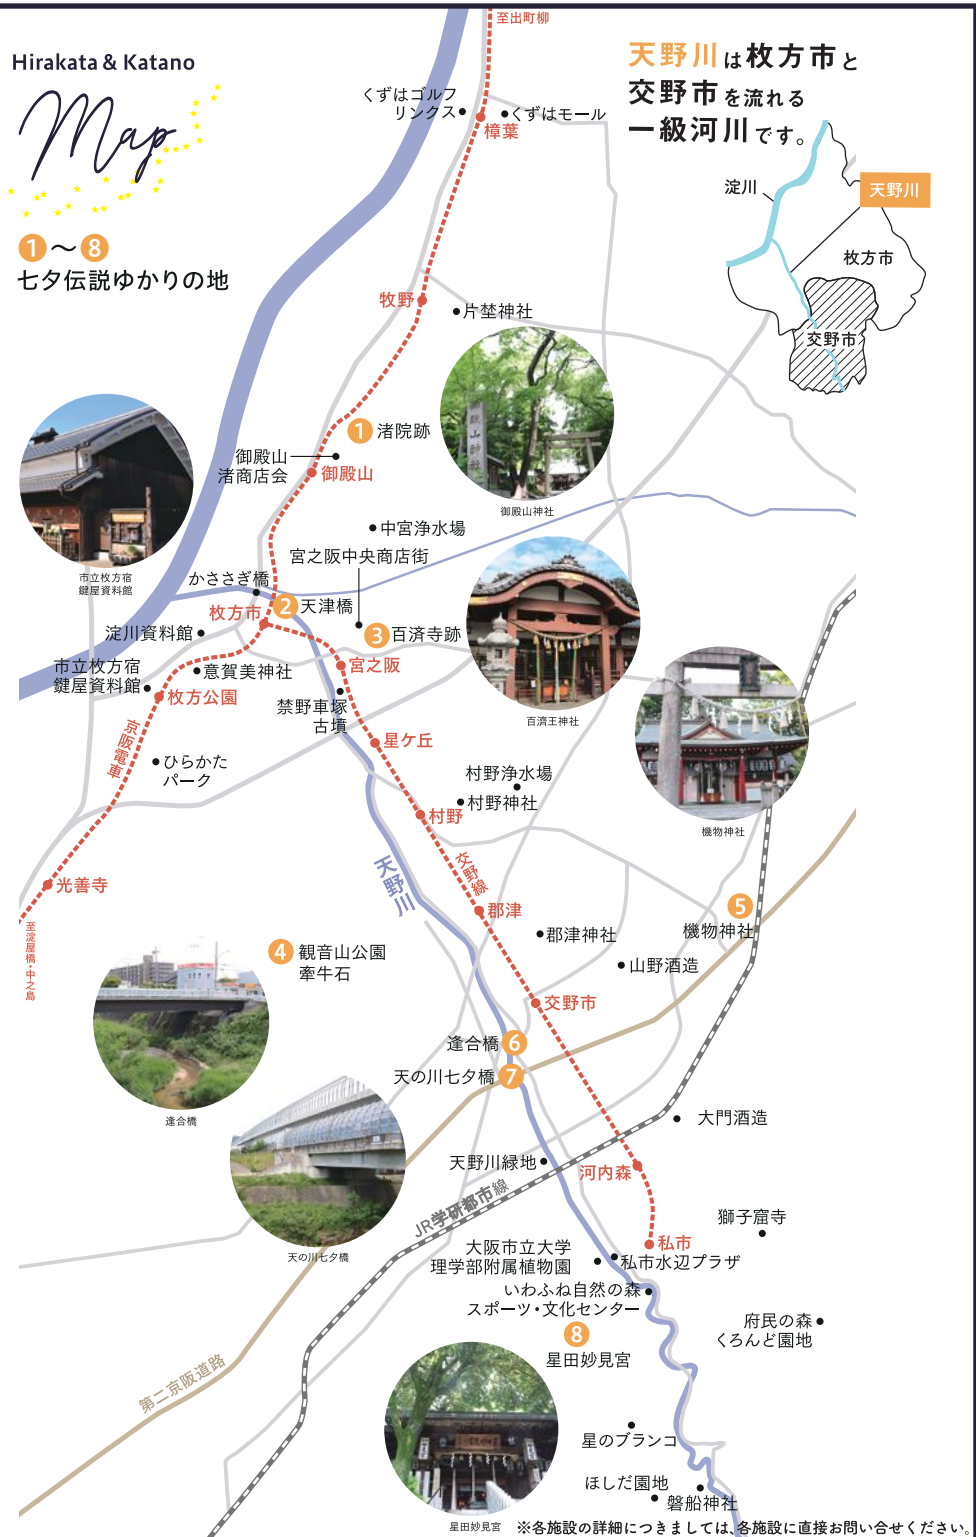 Hirakata & Katano
Map
1～8
七夕伝説ゆかりの地
天野川は枚方市と
交野市を流れる
一級河川です。
淀川
天野川
枚方市
交野市
至出町柳
くずはゴルフ
リンクス
くずはモール
樟葉
牧野
片埜神社
1 渚院跡
御殿山
渚商店会
御殿山
御殿山神社
市立枚方宿
鍵屋資料館
中宮浄水場
宮之阪中央商店街
かささぎ橋
枚方市
2 天津橋
淀川資料館
3 百済寺跡
市立枚方宿
鍵屋資料館
意賀美神社
宮之阪
枚方公園
禁野車塚
古墳
百濟王神社
京阪電車
星ケ丘
ひらかた
パーク
村野浄水場
村野神社
村野
機物神社
天野川
交野線
光善寺
郡津
5
機物神社
至淀屋橋・中之島
郡津神社
4 観音山公園
牽牛石
山野酒造
交野市
逢合橋 6
天の川七夕橋 7
逢合橋
大門酒造
天野川緑地
河内森
JR学研都市線
獅子窟寺
天の川七夕橋
私市
大阪市立大学
理学部附属植物園
私市水辺プラザ
いわふね自然の森
スポーツ・文化センター
府民の森
くろんど園地
8
星田妙見宮
第二京阪道路
星のブランコ
ほしだ園地
磐船神社
星田妙見宮
※各施設の詳細につきましては、各施設に直接お問い合せください。
御殿山神社